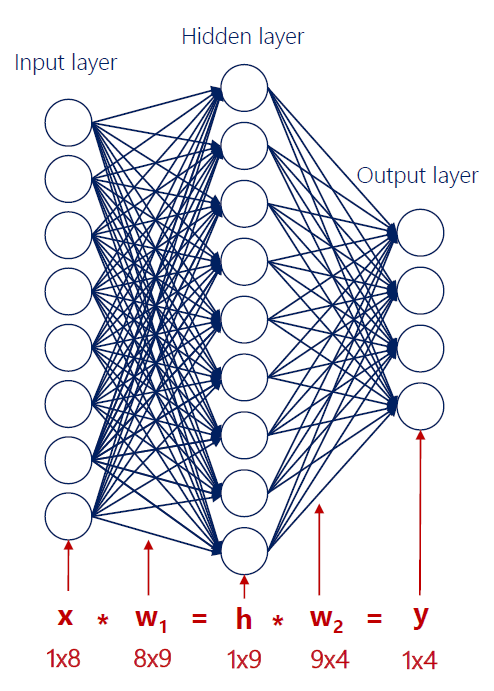 Hidden layer
Input layer
Output layer
x * w₁ = h * w₂ = y
1x8 8x9 1x9 9x4 1x4